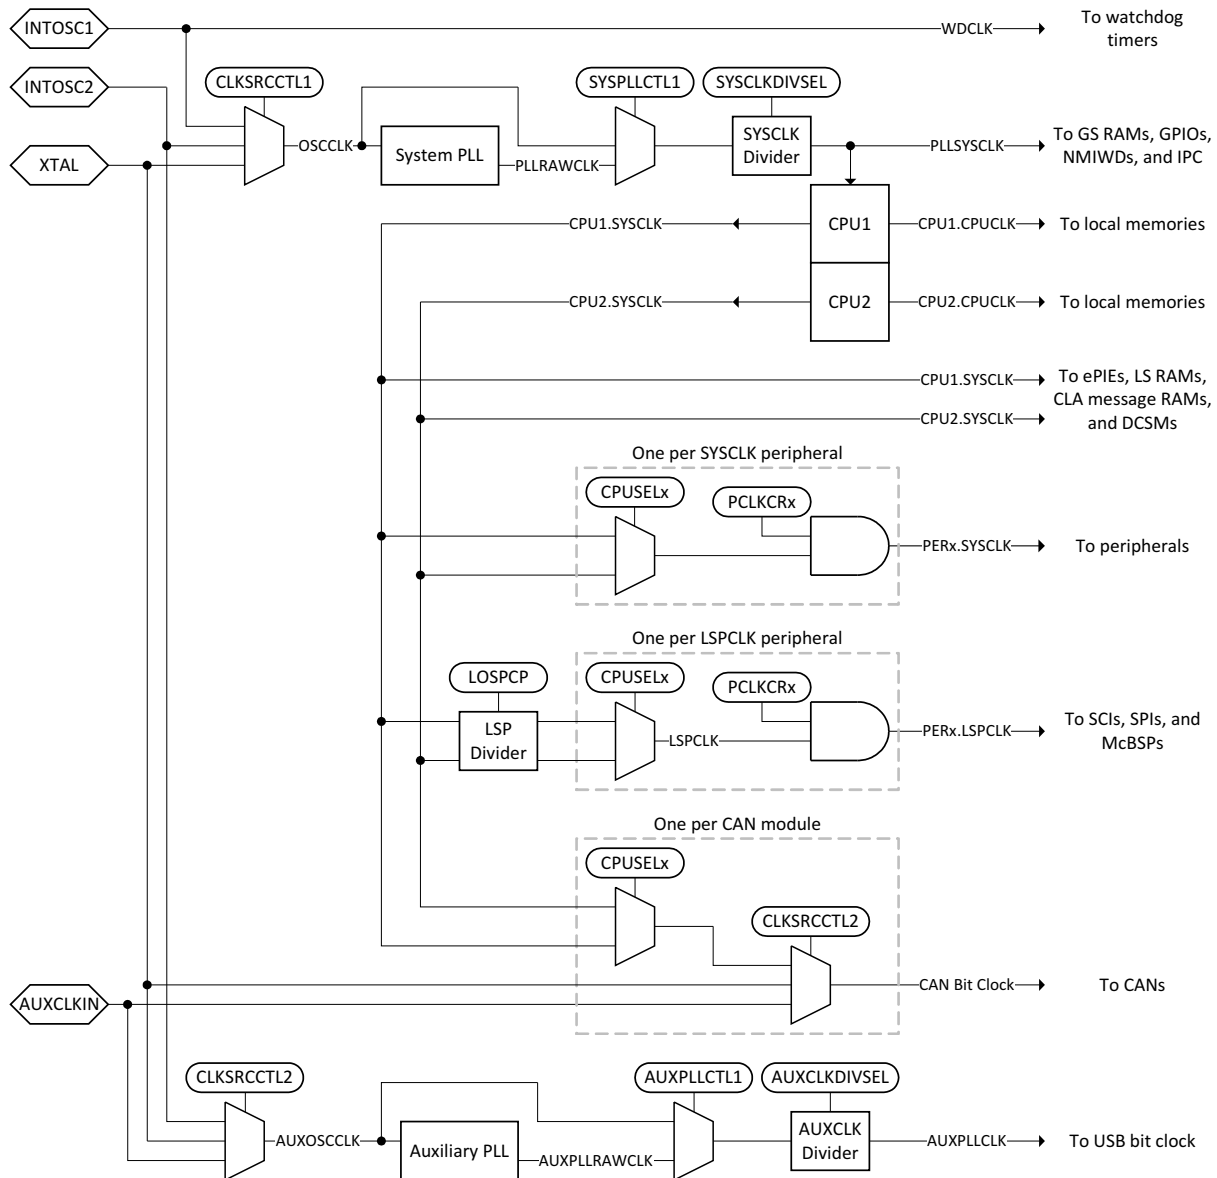 INTOSC1
WDCLK
To watchdog
timers
INTOSC2
CLKSRCCTL1
SYSPLLCTL1
SYSCLKDIVSEL
XTAL
OSCCLK
System PLL
PLLRAWCLK
SYSCLK
Divider
PLLSYSCLK
To GS RAMs, GPIOs,
NMIWDs, and IPC
CPU1.SYSCLK
CPU1
CPU1.CPUCLK
To local memories
CPU2.SYSCLK
CPU2
CPU2.CPUCLK
To local memories
CPU1.SYSCLK
CPU2.SYSCLK
To ePIEs, LS RAMs,
CLA message RAMs,
and DCSMs
One per SYSCLK peripheral
CPUSELx
PCLKCRx
PERx.SYSCLK
To peripherals
One per LSPCLK peripheral
LOSPCP
CPUSELx
PCLKCRx
LSP
Divider
LSPCLK
PERx.LSPCLK
To SCIs, SPIs, and
McBSPs
One per CAN module
CPUSELx
CLKSRCCTL2
AUXCLKIN
CAN Bit Clock
To CANs
CLKSRCCTL2
AUXPLLCTL1
AUXCLKDIVSEL
AUXOSCCLK
Auxiliary PLL
AUXPLLRAWCLK
AUXCLK
Divider
AUXPLLCLK
To USB bit clock